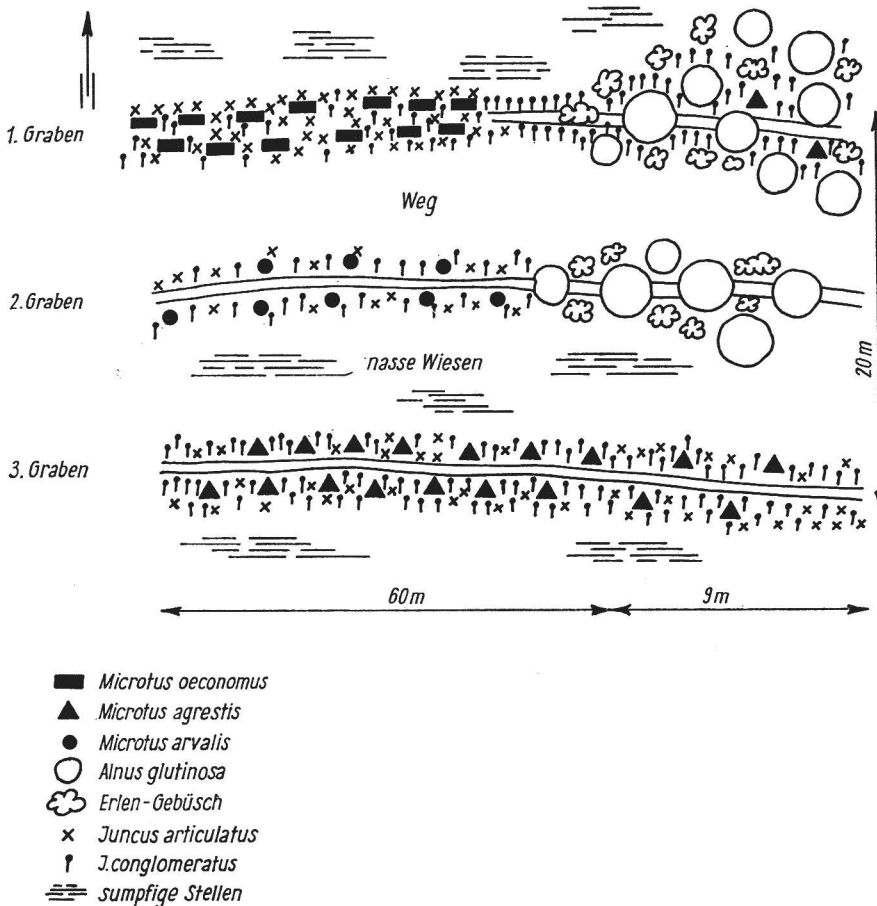 1. Graben
Weg
2. Graben
nasse Wiesen
20 m
3. Graben
60 m
9 m
Microtus oeconomus
Microtus agrestis
Microtus arvalis
Alnus glutinosa
Erlen-Gebüsch
Juncus articulatus
J. conglomeratus
sumpfige Stellen